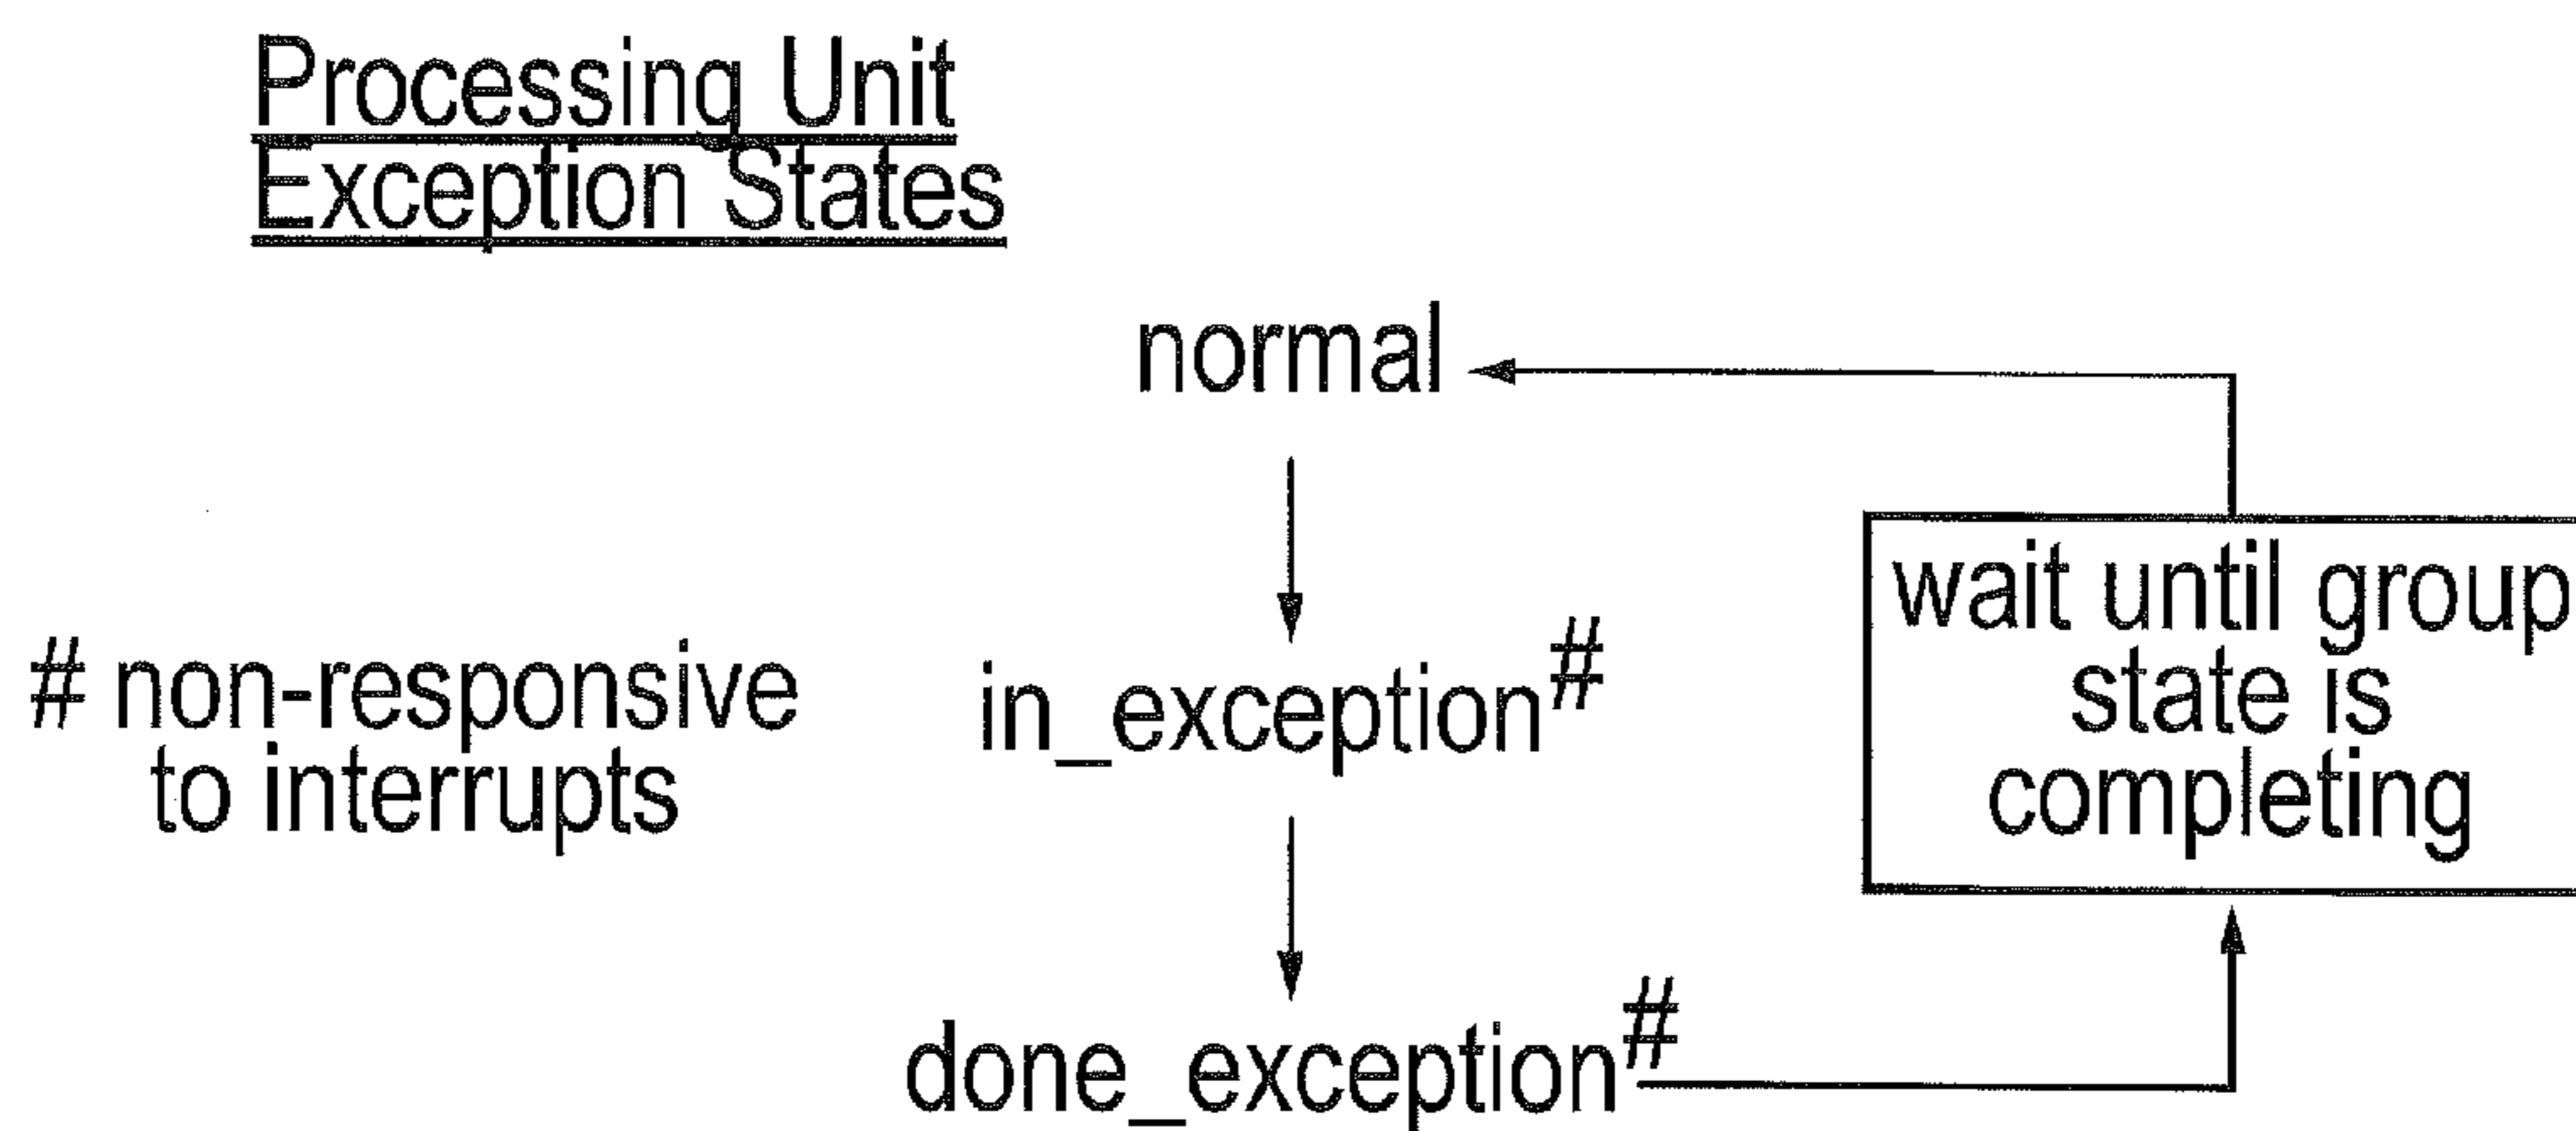 Processing Unit
Exception States
normal
wait until group
state is
completing
# non-responsive
to interrupts
in_exception#
done_exception#